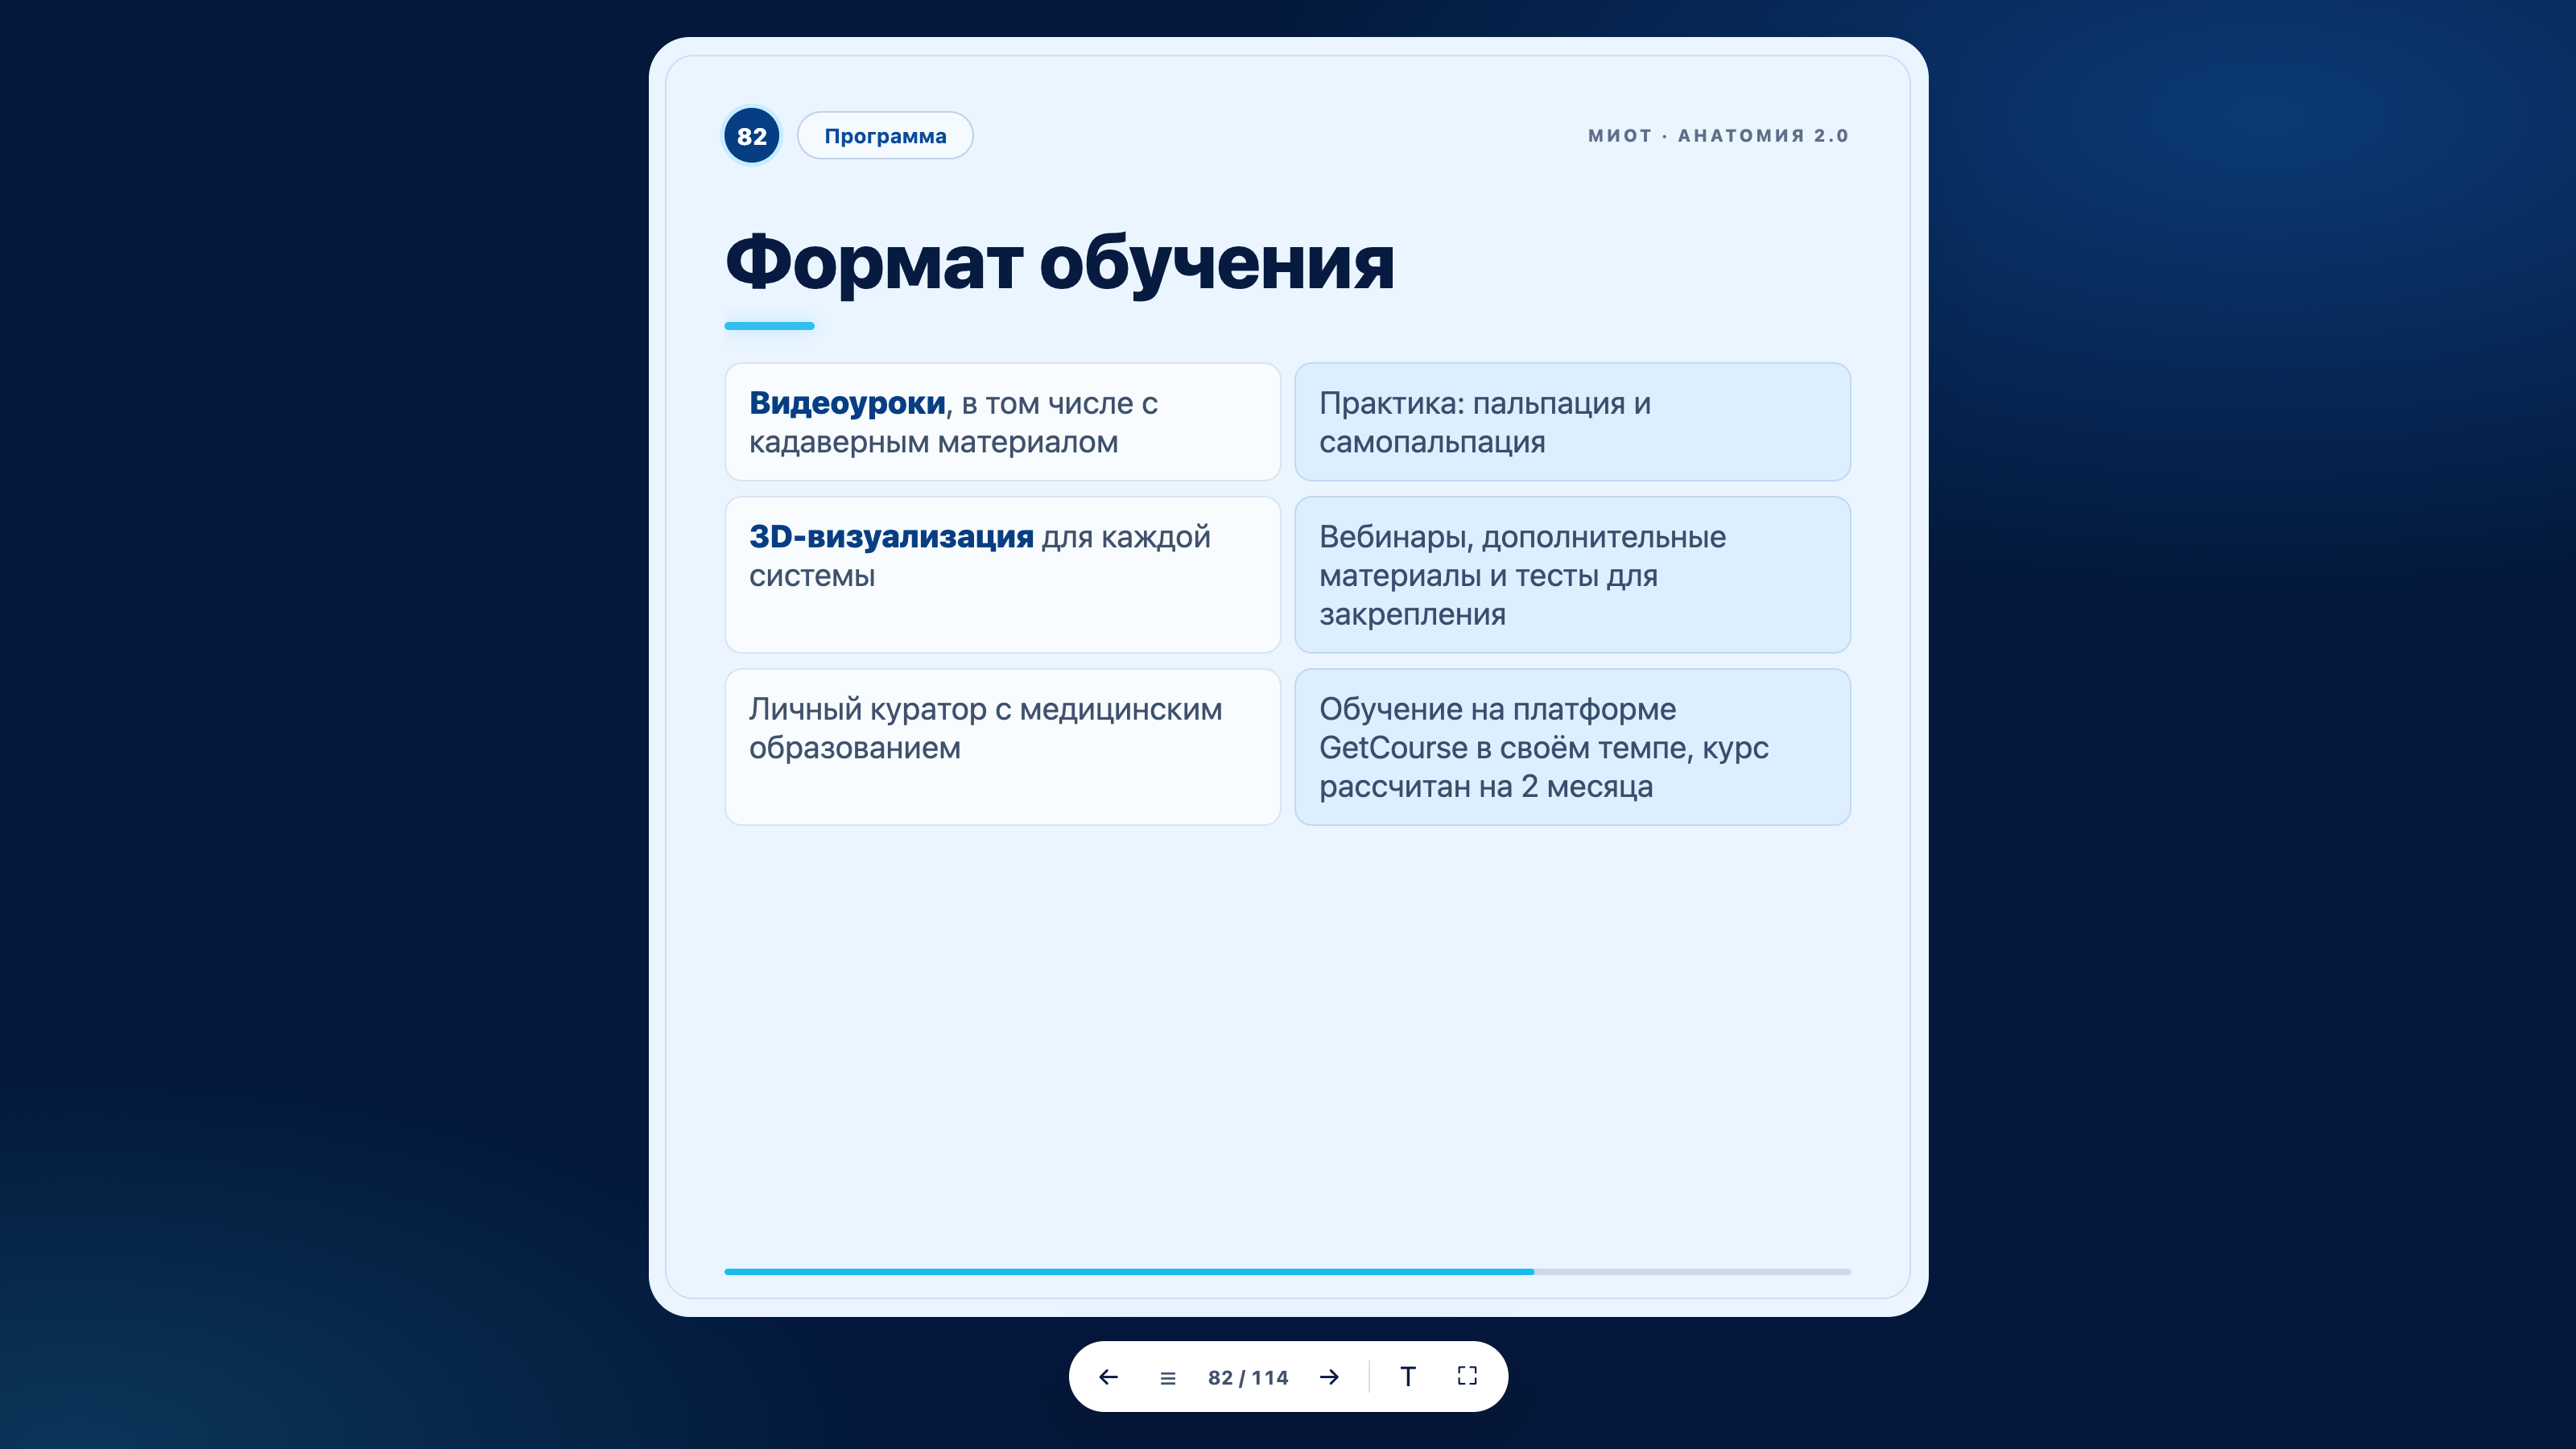 82
Программа
МИОТ · АНАТОМИЯ 2.0
Формат обучения
Видеоуроки, в том числе с
кадаверным материалом
Практика: пальпация и
самопальпация
3D-визуализация для каждой
системы
Вебинары, дополнительные
материалы и тесты для
закрепления
Личный куратор с медицинским
образованием
Обучение на платформе
GetCourse в своём темпе, курс
рассчитан на 2 месяца
82 / 114
T